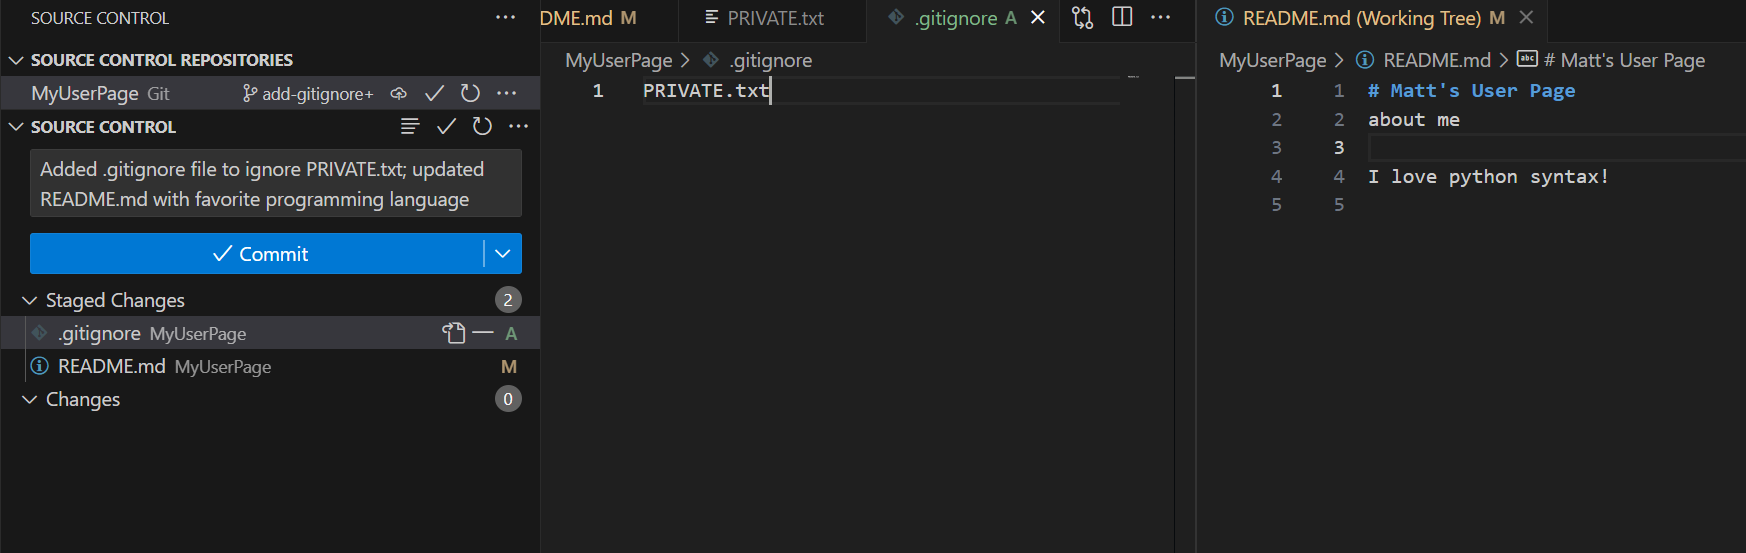 SOURCE CONTROL
SOURCE CONTROL REPOSITORIES
MyUserPage Git add-gitignore+
SOURCE CONTROL
Added .gitignore file to ignore PRIVATE.txt; updated
README.md with favorite programming language
Commit
Staged Changes 2
.gitignore MyUserPage A
README.md MyUserPage M
Changes 0
DME.md M PRIVATE.txt .gitignore A
MyUserPage > .gitignore
1 PRIVATE.txt
README.md (Working Tree) M
MyUserPage > README.md > abc # Matt's User Page
1 1 # Matt's User Page
2 2 about me
3 3
4 4 I love python syntax!
5 5